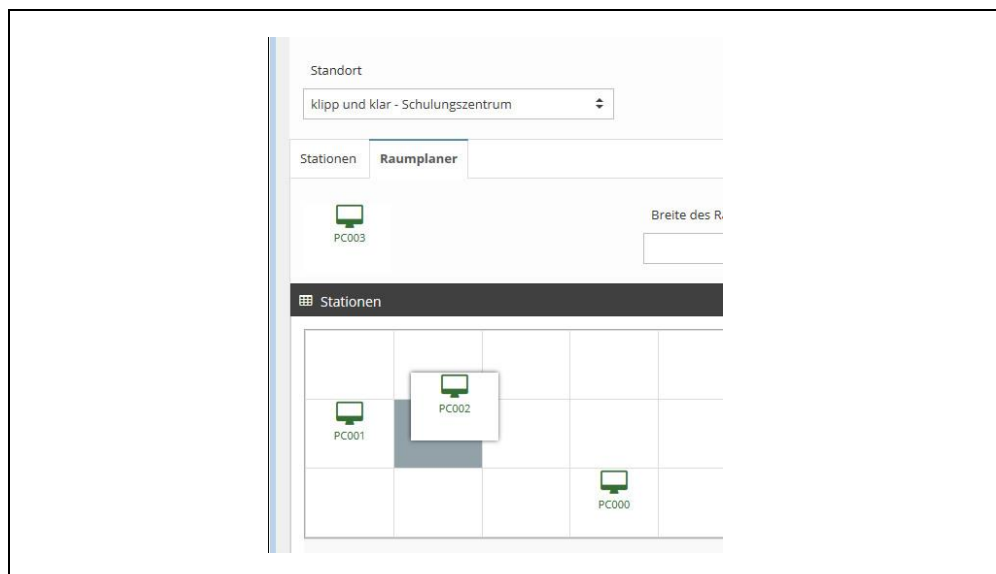 Standort
klipp und klar - Schulungszentrum
Stationen Raumplaner
PC003
Breite des
Stationen
PC002
PC001
PC000